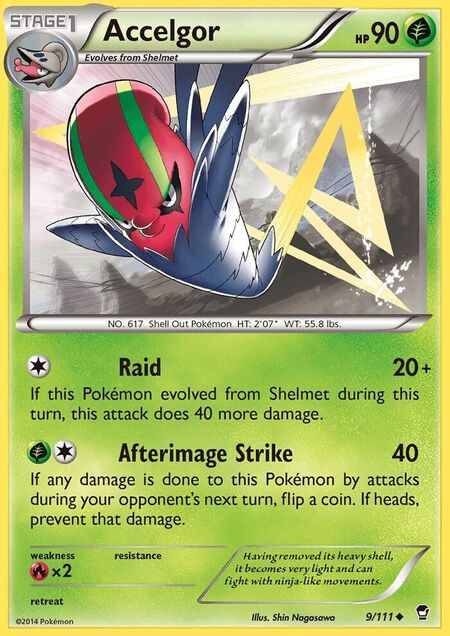 STAGE1
Accelgor
HP 90
Evolves from Shelmet
NO. 617 Shell Out Pokémon HT: 2'07" WT: 55.8 lbs.
Raid 20+
If this Pokémon evolved from Shelmet during this
turn, this attack does 40 more damage.
Afterimage Strike 40
If any damage is done to this Pokémon by attacks
during your opponent's next turn, flip a coin. If heads,
prevent that damage.
weakness resistance
×2
retreat
Having removed its heavy shell,
it becomes very light and can
fight with ninja-like movements.
©2014 Pokémon Illus. Shin Nagasawa 9/111